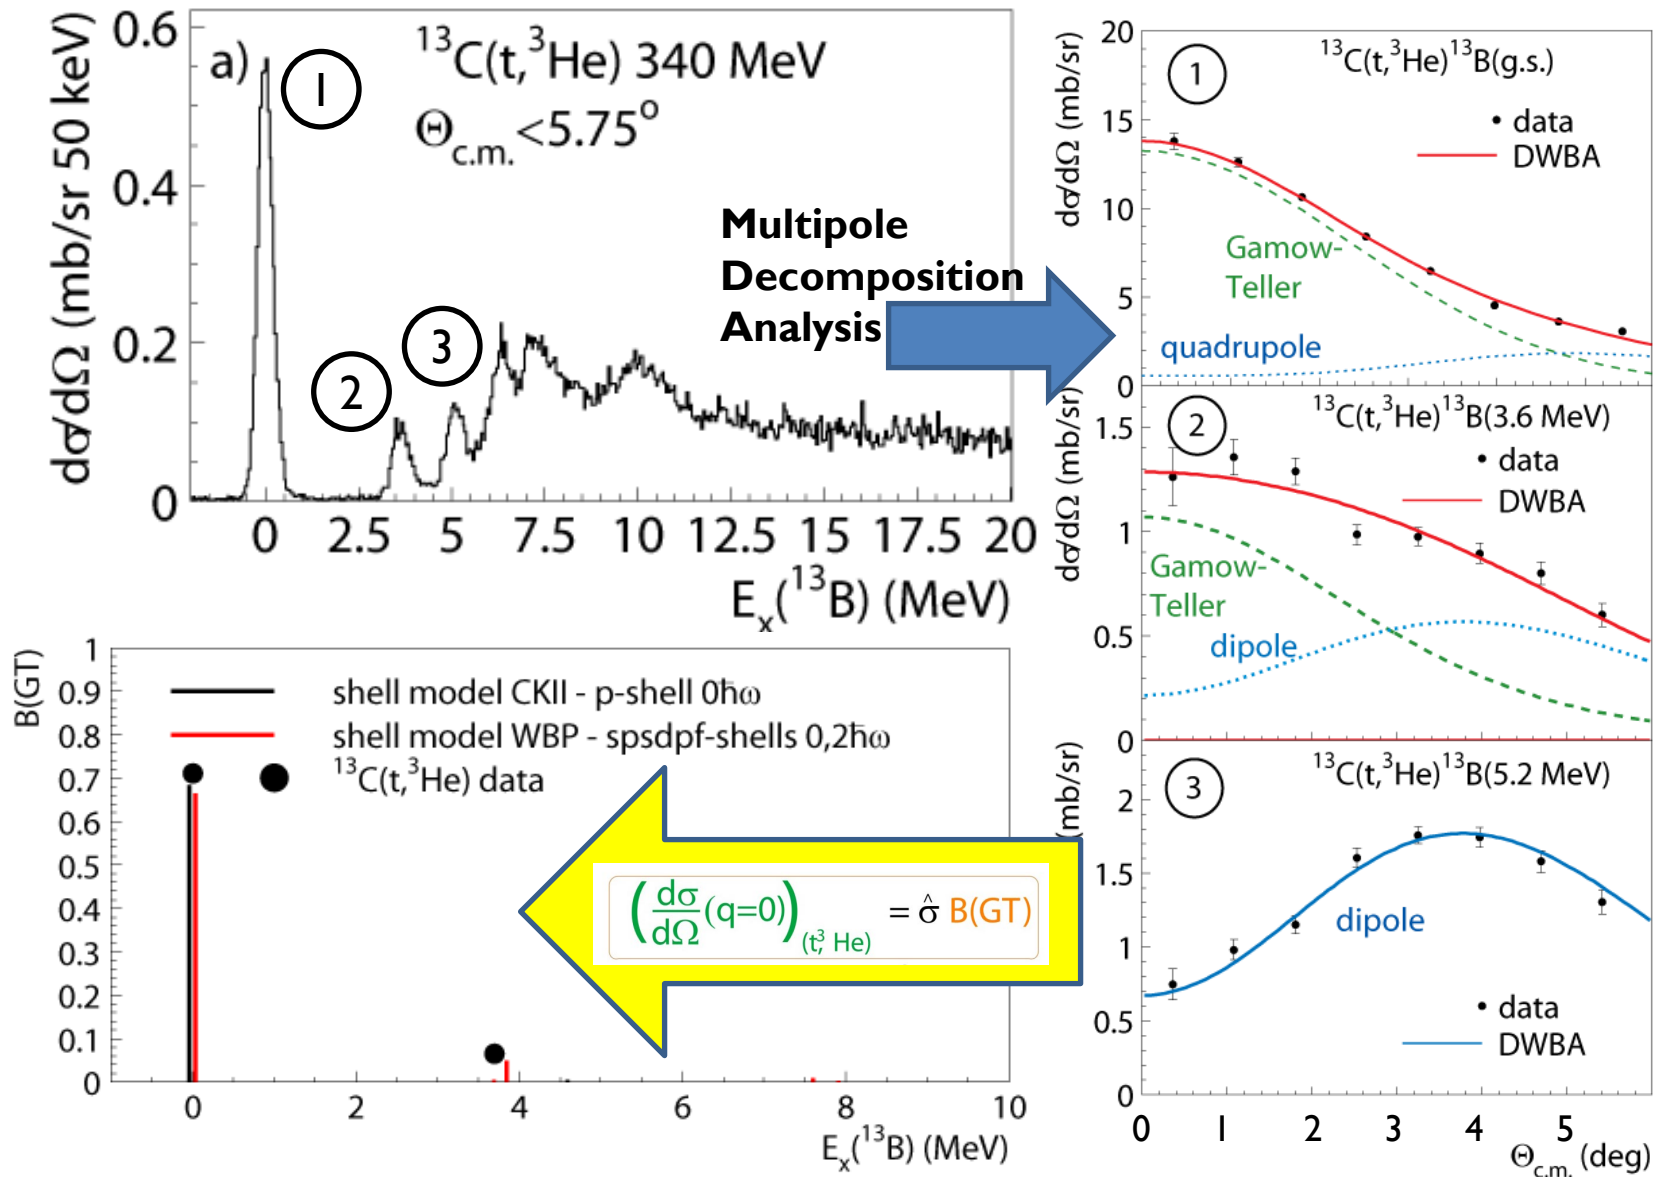 a)
¹³C(t,³He) 340 MeV
Θc.m.<5.75°
dσ/dΩ (mb/sr 50 keV)
0.6
0.4
0.2
0
1
2
3
0 2.5 5 7.5 10 12.5 15 17.5 20
Ex(¹³B) (MeV)
Multipole
Decomposition
Analysis
dσ/dΩ (mb/sr)
20
15
10
5
0
1
¹³C(t,³He)¹³B(g.s.)
data
DWBA
Gamow-
Teller
quadrupole
dσ/dΩ (mb/sr)
1.5
1
0.5
0
2
¹³C(t,³He)¹³B(3.6 MeV)
data
DWBA
Gamow-
Teller
dipole
(mb/sr)
2
1.5
1
0.5
0
3
¹³C(t,³He)¹³B(5.2 MeV)
dipole
data
DWBA
0 1 2 3 4 5
Θc.m. (deg)
B(GT)
1
0.9
0.8
0.7
0.6
0.5
0.4
0.3
0.2
0.1
0
shell model CKII - p-shell 0ħω
shell model WBP - spsdpf-shells 0,2ħω
¹³C(t,³He) data
(dσ/dΩ(q=0))(t,³He) = σ̂ B(GT)
0 2 4 6 8 10
Ex(¹³B) (MeV)